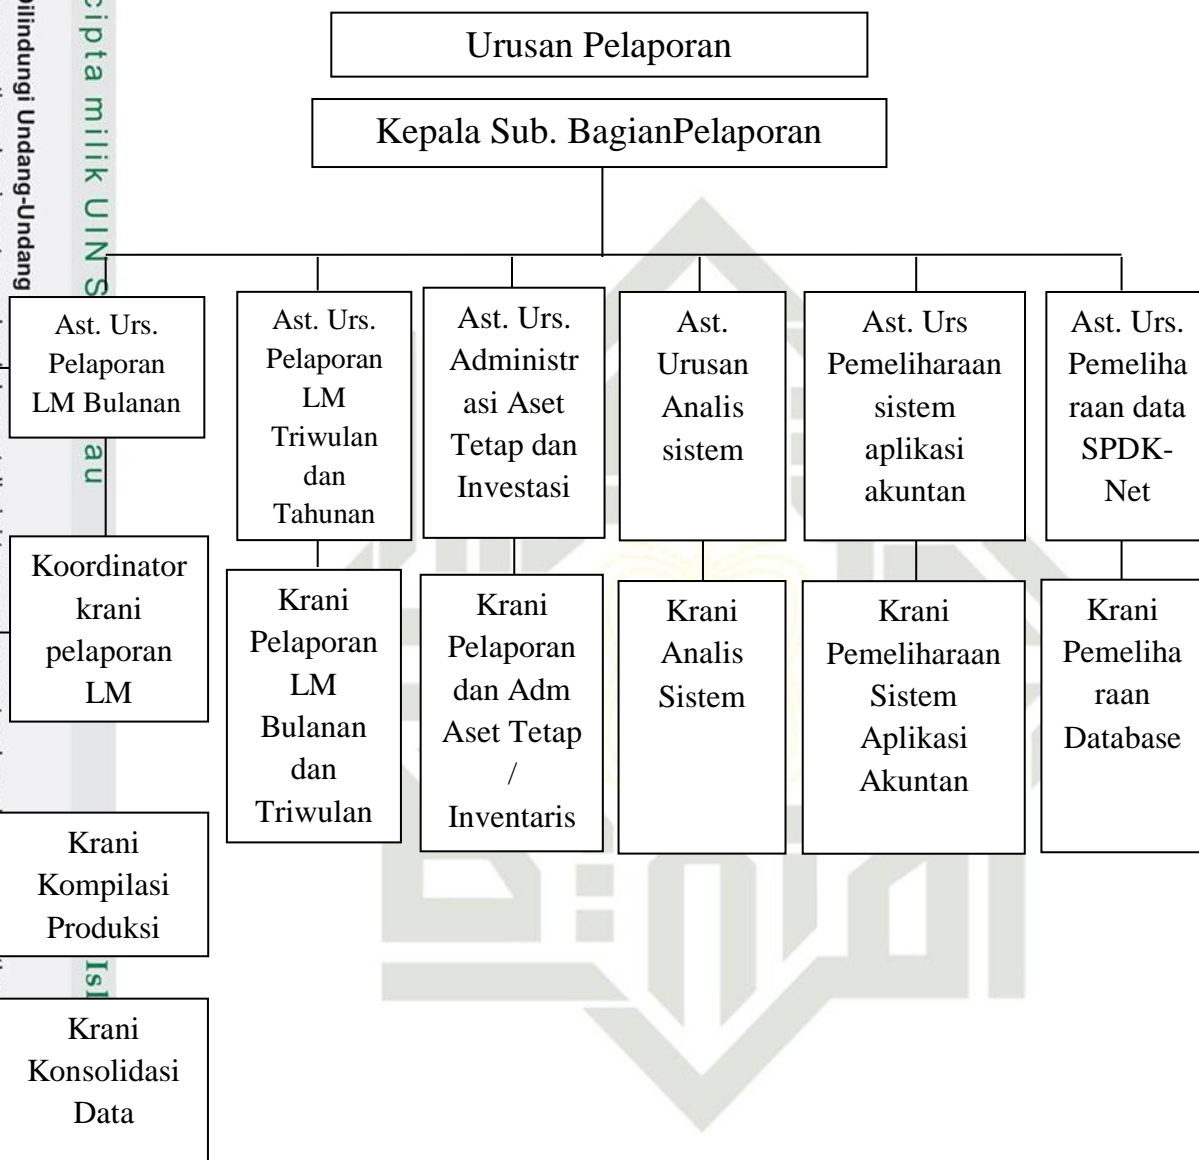 Urusan Pelaporan
Kepala Sub. BagianPelaporan
Ast. Urs.
Pelaporan
LM Bulanan
Ast. Urs.
Pelaporan
LM
Triwulan
dan
Tahunan
Ast. Urs.
Administr
asi Aset
Tetap dan
Investasi
Ast.
Urusan
Analis
sistem
Ast. Urs
Pemeliharaan
sistem
aplikasi
akuntan
Ast. Urs.
Pemeliha
raan data
SPDK-
Net
Koordinator
krani
pelaporan
LM
Krani
Pelaporan
LM
Bulanan
dan
Triwulan
Krani
Pelaporan
dan Adm
Aset Tetap
/
Inventaris
Krani
Analis
Sistem
Krani
Pemeliharaan
Sistem
Aplikasi
Akuntan
Krani
Pemeliha
raan
Database
Krani
Kompilasi
Produksi
Krani
Konsolidasi
Data
cipta milik UIN S
au
Isl
Dilindungi Undang-Undang